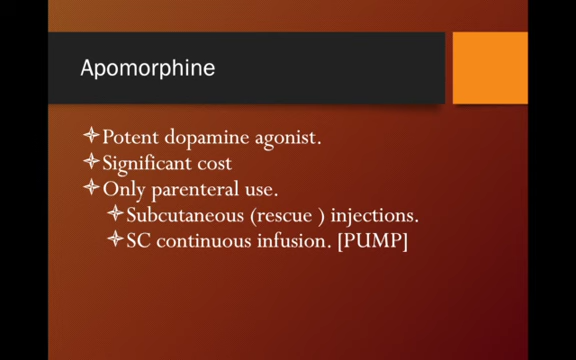 Apomorphine
Potent dopamine agonist.
Significant cost
Only parenteral use.
Subcutaneous (rescue ) injections.
SC continuous infusion. [PUMP]